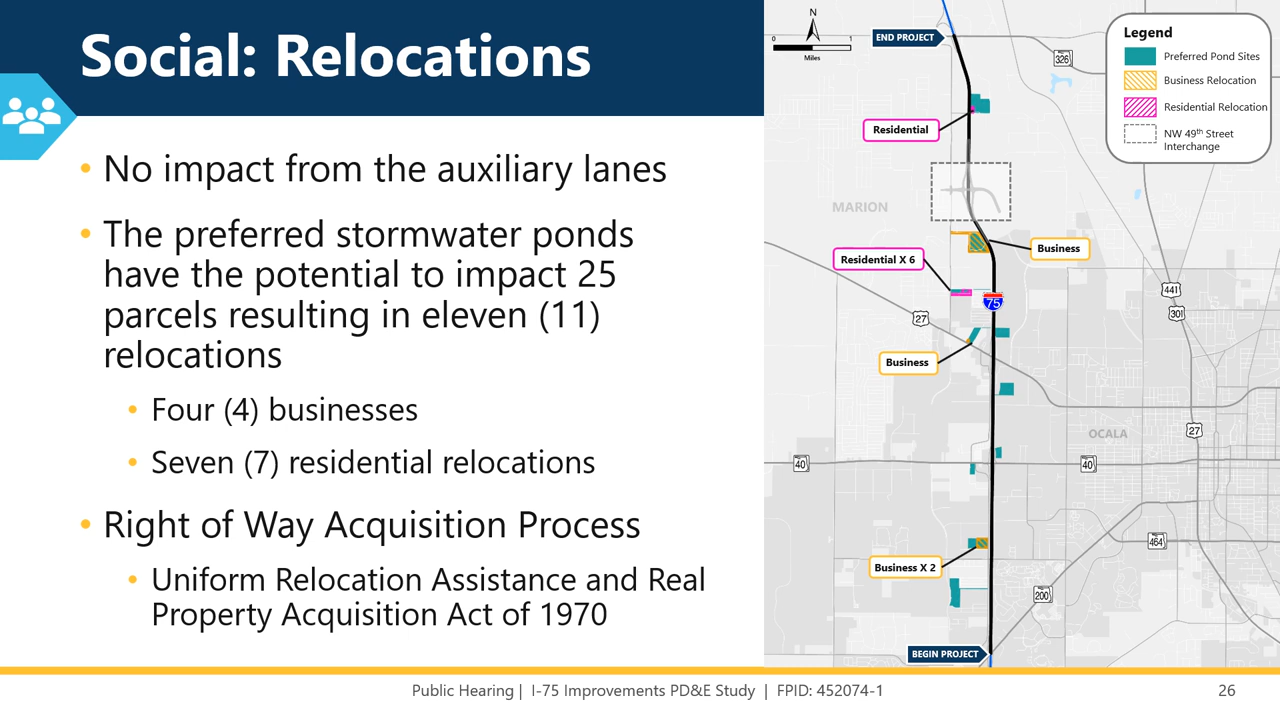 Social: Relocations
• No impact from the auxiliary lanes
• The preferred stormwater ponds
have the potential to impact 25
parcels resulting in eleven (11)
relocations
• Four (4) businesses
• Seven (7) residential relocations
• Right of Way Acquisition Process
• Uniform Relocation Assistance and Real
Property Acquisition Act of 1970
N
0 1
Miles
END PROJECT
326
Legend
Preferred Pond Sites
Business Relocation
Residential Relocation
NW 49th Street
Interchange
Residential
MARION
Business
Residential X 6
75
441
301
27
Business
OCALA
27
40
40
464
Business X 2
200
BEGIN PROJECT
Public Hearing | I-75 Improvements PD&E Study | FPID: 452074-1
26